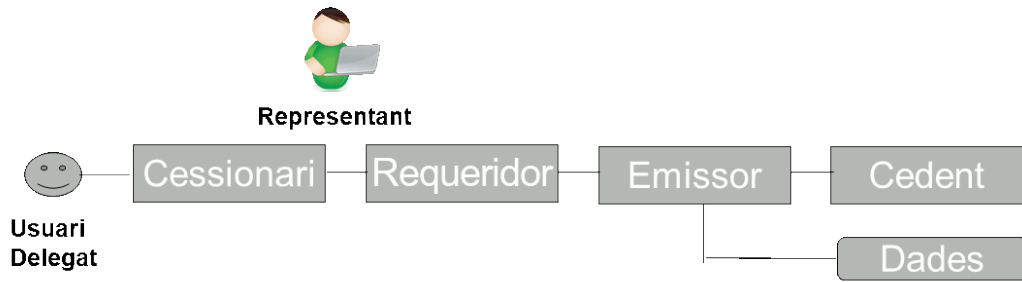 Representant
Cessionari
Requeridor
Emissor
Cedent
Usuari
Delegat
Dades